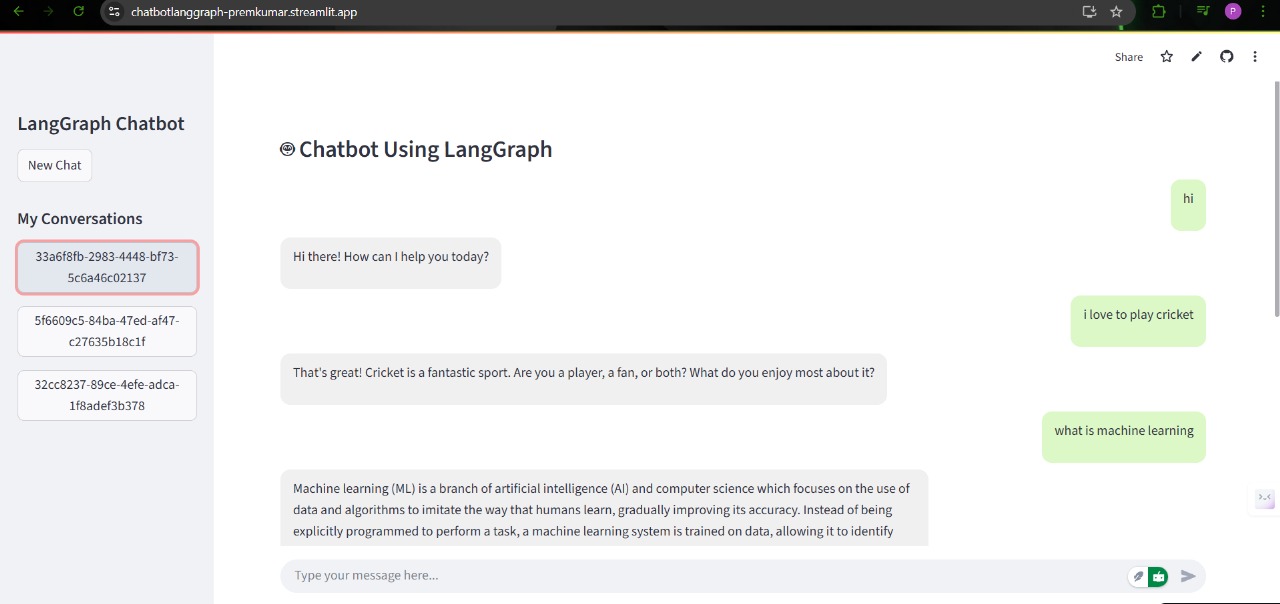 chatbotlanggraph-premkumar.streamlit.app
P
Share
LangGraph Chatbot
New Chat
My Conversations
33a6f8fb-2983-4448-bf73-
5c6a46c02137
5f6609c5-84ba-47ed-af47-
c27635b18c1f
32cc8237-89ce-4efe-adca-
1f8adef3b378
Chatbot Using LangGraph
hi
Hi there! How can I help you today?
i love to play cricket
That's great! Cricket is a fantastic sport. Are you a player, a fan, or both? What do you enjoy most about it?
what is machine learning
Machine learning (ML) is a branch of artificial intelligence (AI) and computer science which focuses on the use of
data and algorithms to imitate the way that humans learn, gradually improving its accuracy. Instead of being
explicitly programmed to perform a task, a machine learning system is trained on data, allowing it to identify
Type your message here...